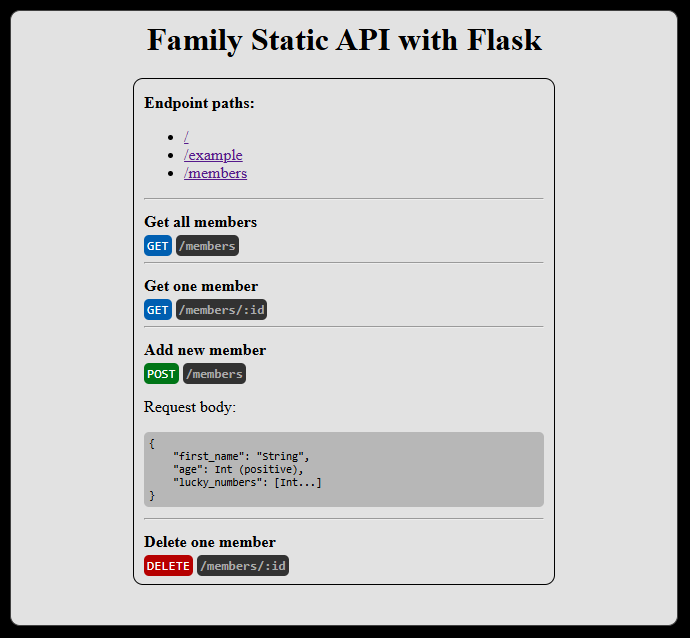 Family Static API with Flask
Endpoint paths:
/
/example
/members
Get all members
GET /members
Get one member
GET /members/:id
Add new member
POST /members
Request body:
{
    "first_name": "String",
    "age": Int (positive),
    "lucky_numbers": [Int...]
}
Delete one member
DELETE /members/:id